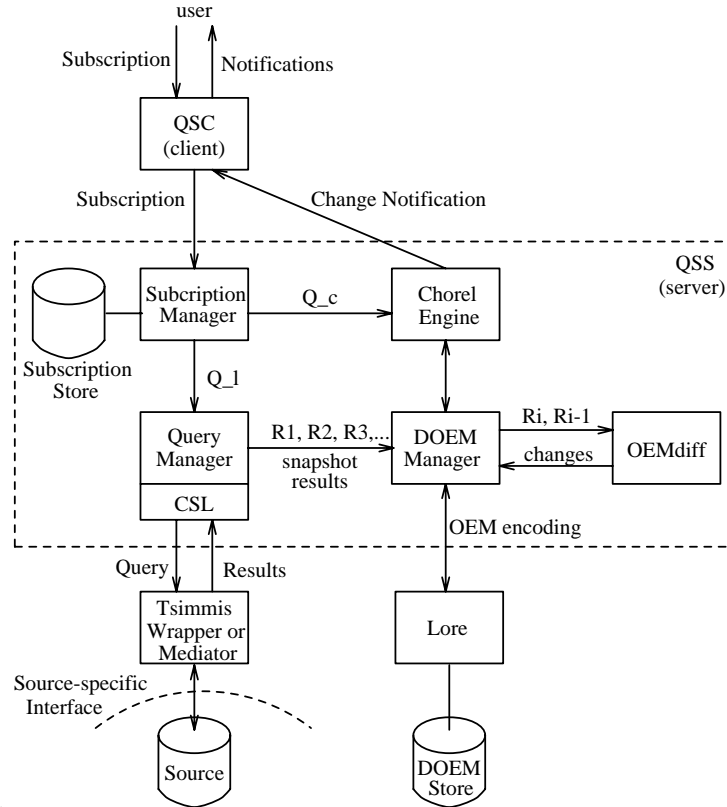 user
Subscription
Notifications
QSC
(client)
Subscription
Change Notification
QSS
(server)
Subcription
Manager
Q_c
Chorel
Engine
Subscription
Store
Q_l
Query
Manager
R1, R2, R3,...
snapshot
results
DOEM
Manager
Ri, Ri-1
changes
OEMdiff
CSL
OEM encoding
Query
Results
Tsimmis
Wrapper or
Mediator
Lore
Source-specific
Interface
Source
DOEM
Store